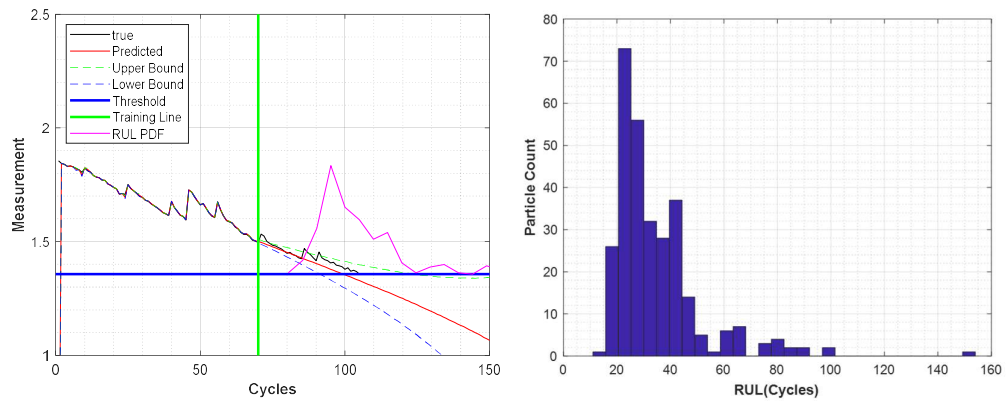 2.5
2
1.5
1
Measurement
true
Predicted
Upper Bound
Lower Bound
Threshold
Training Line
RUL PDF
0 50 100 150
Cycles
80
70
60
50
40
30
20
10
0
Particle Count
0 20 40 60 80 100 120 140 160
RUL(Cycles)